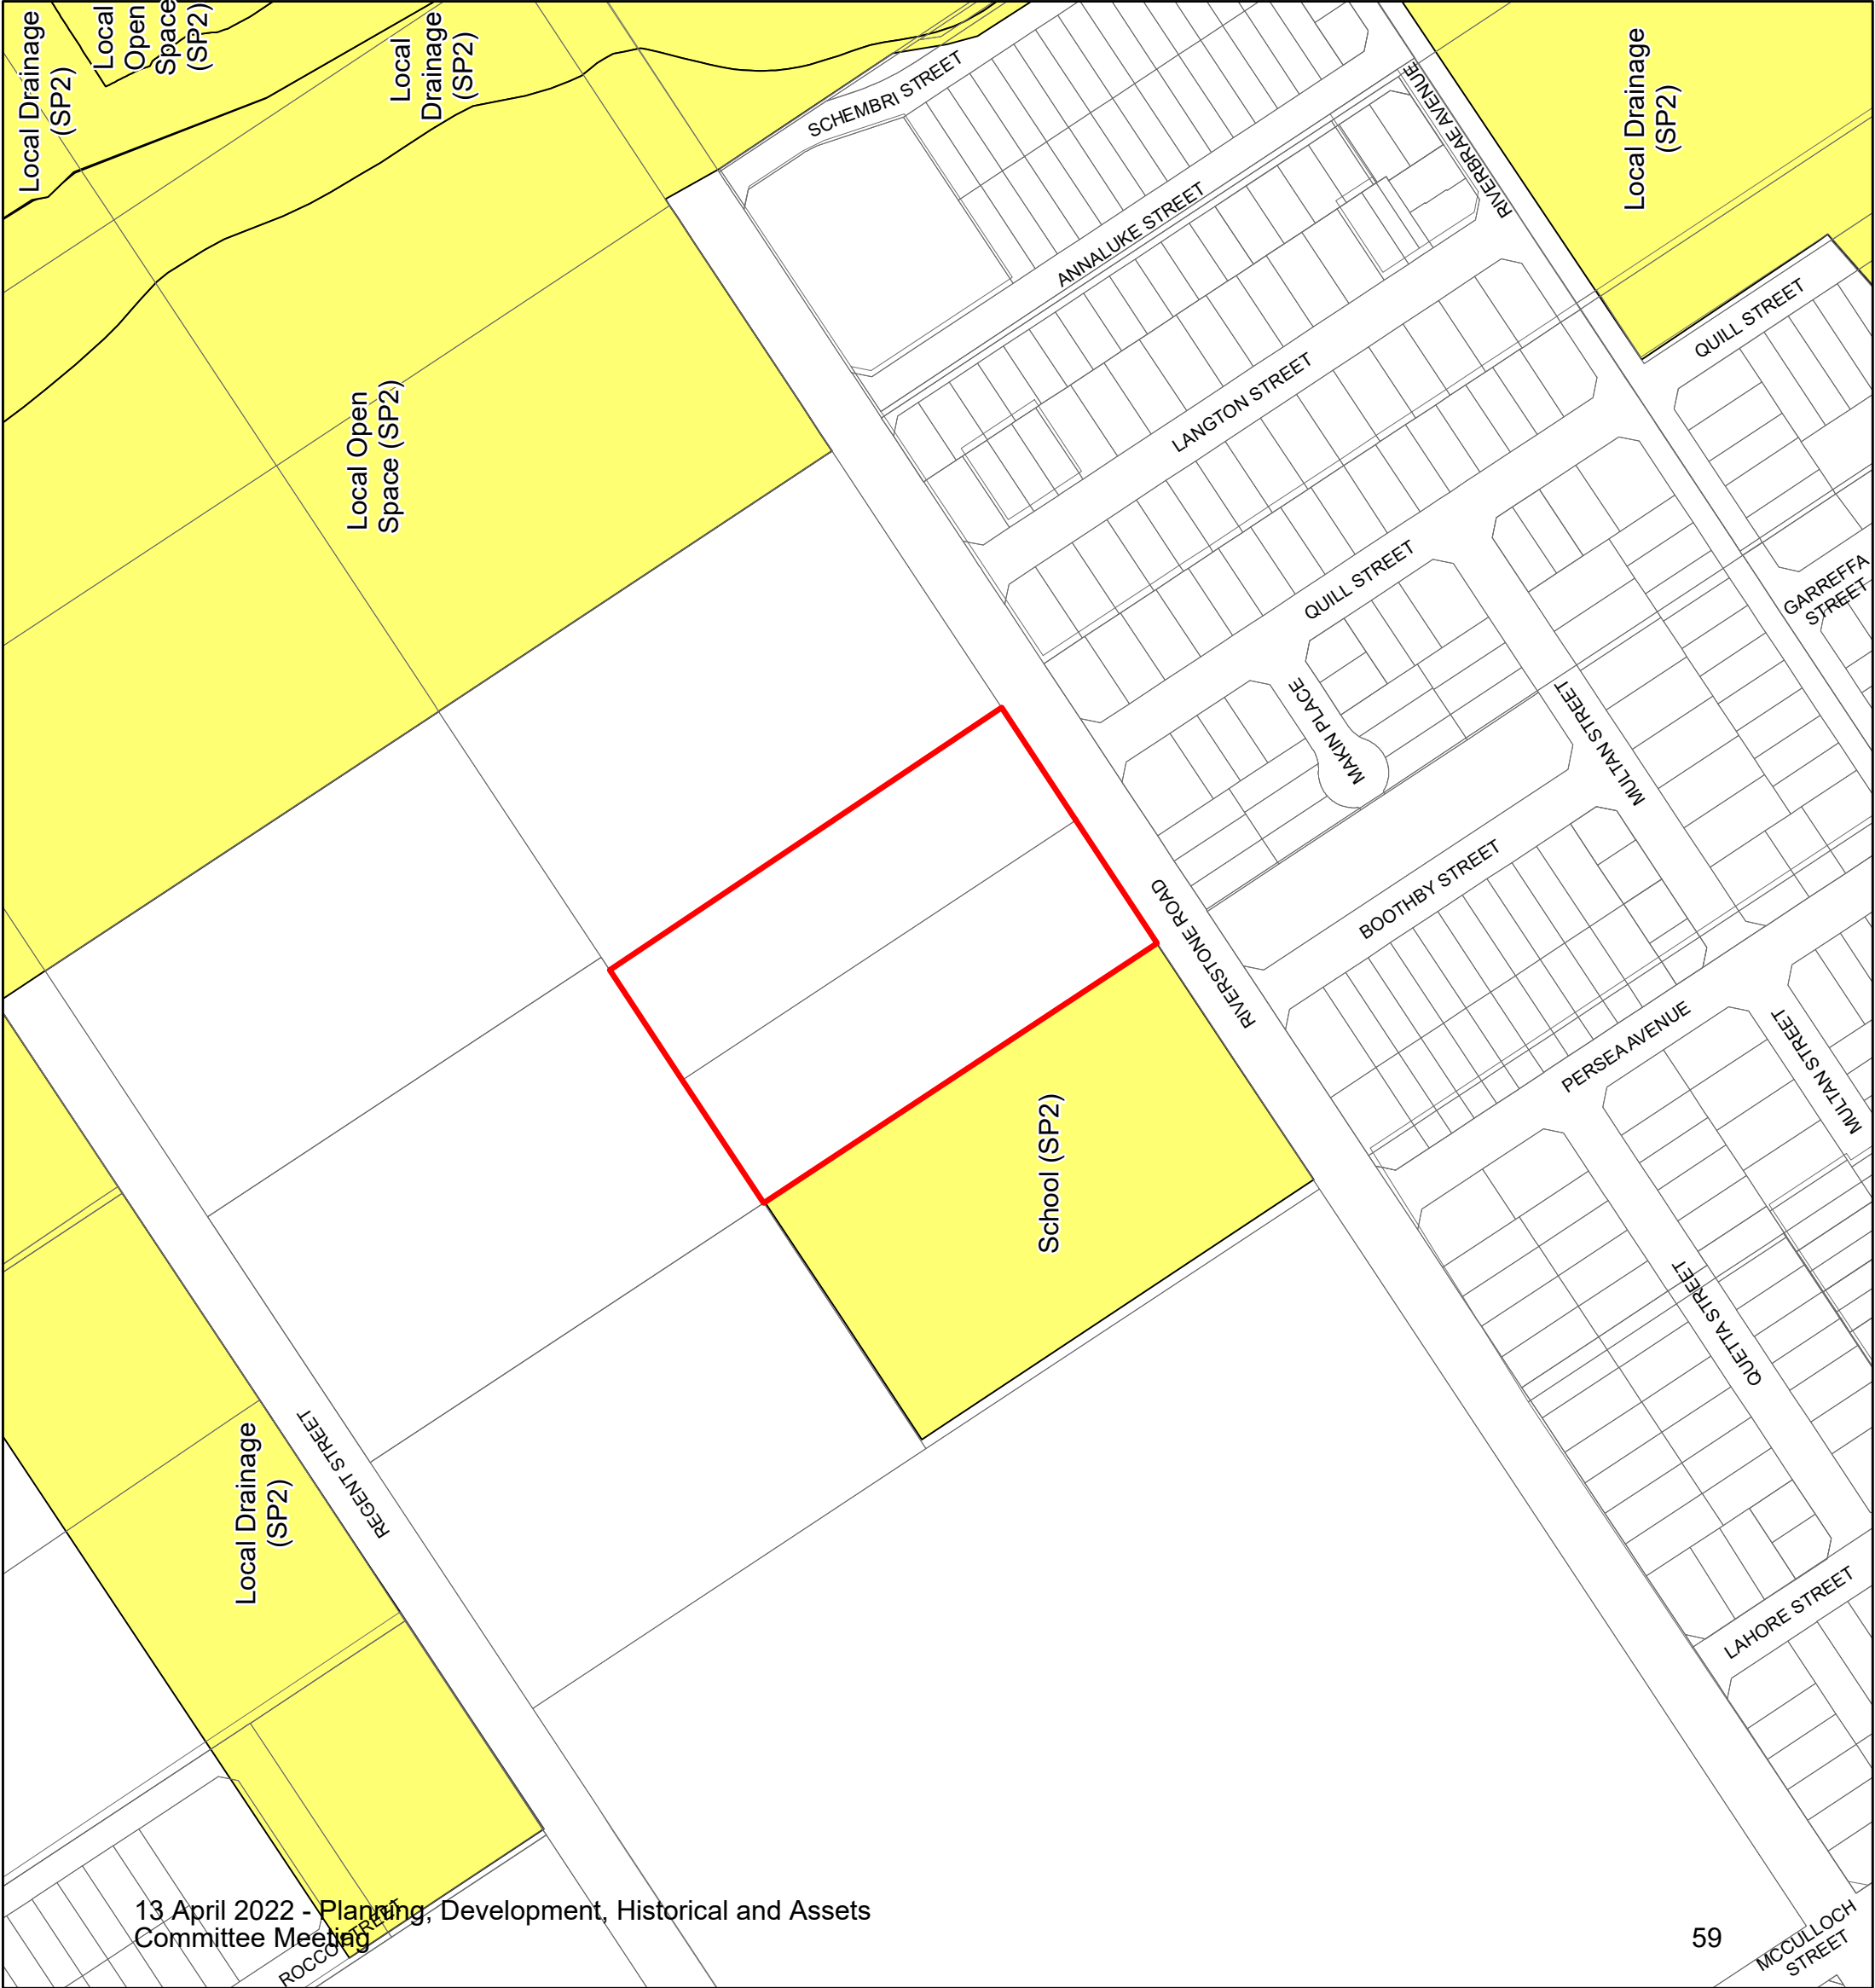 Local Drainage
(SP2)
Local
Open
Space
(SP2)
Local
Drainage
(SP2)
SCHEMBRI STREET
RIVERBRAE AVENUE
Local Drainage
(SP2)
ANNALUKE STREET
QUILL STREET
LANGTON STREET
Local Open
Space (SP2)
QUILL STREET
GARREFFA
STREET
MAKIN PLACE
MULTAN STREET
BOOTHBY STREET
RIVERSTONE ROAD
PERSEA AVENUE
MULTAN STREET
School (SP2)
QUETTA STREET
REGENT STREET
Local Drainage
(SP2)
LAHORE STREET
ROCCO STREET
MCCULLOCH
STREET
13 April 2022 - Planning, Development, Historical and Assets
Committee Meeting
59